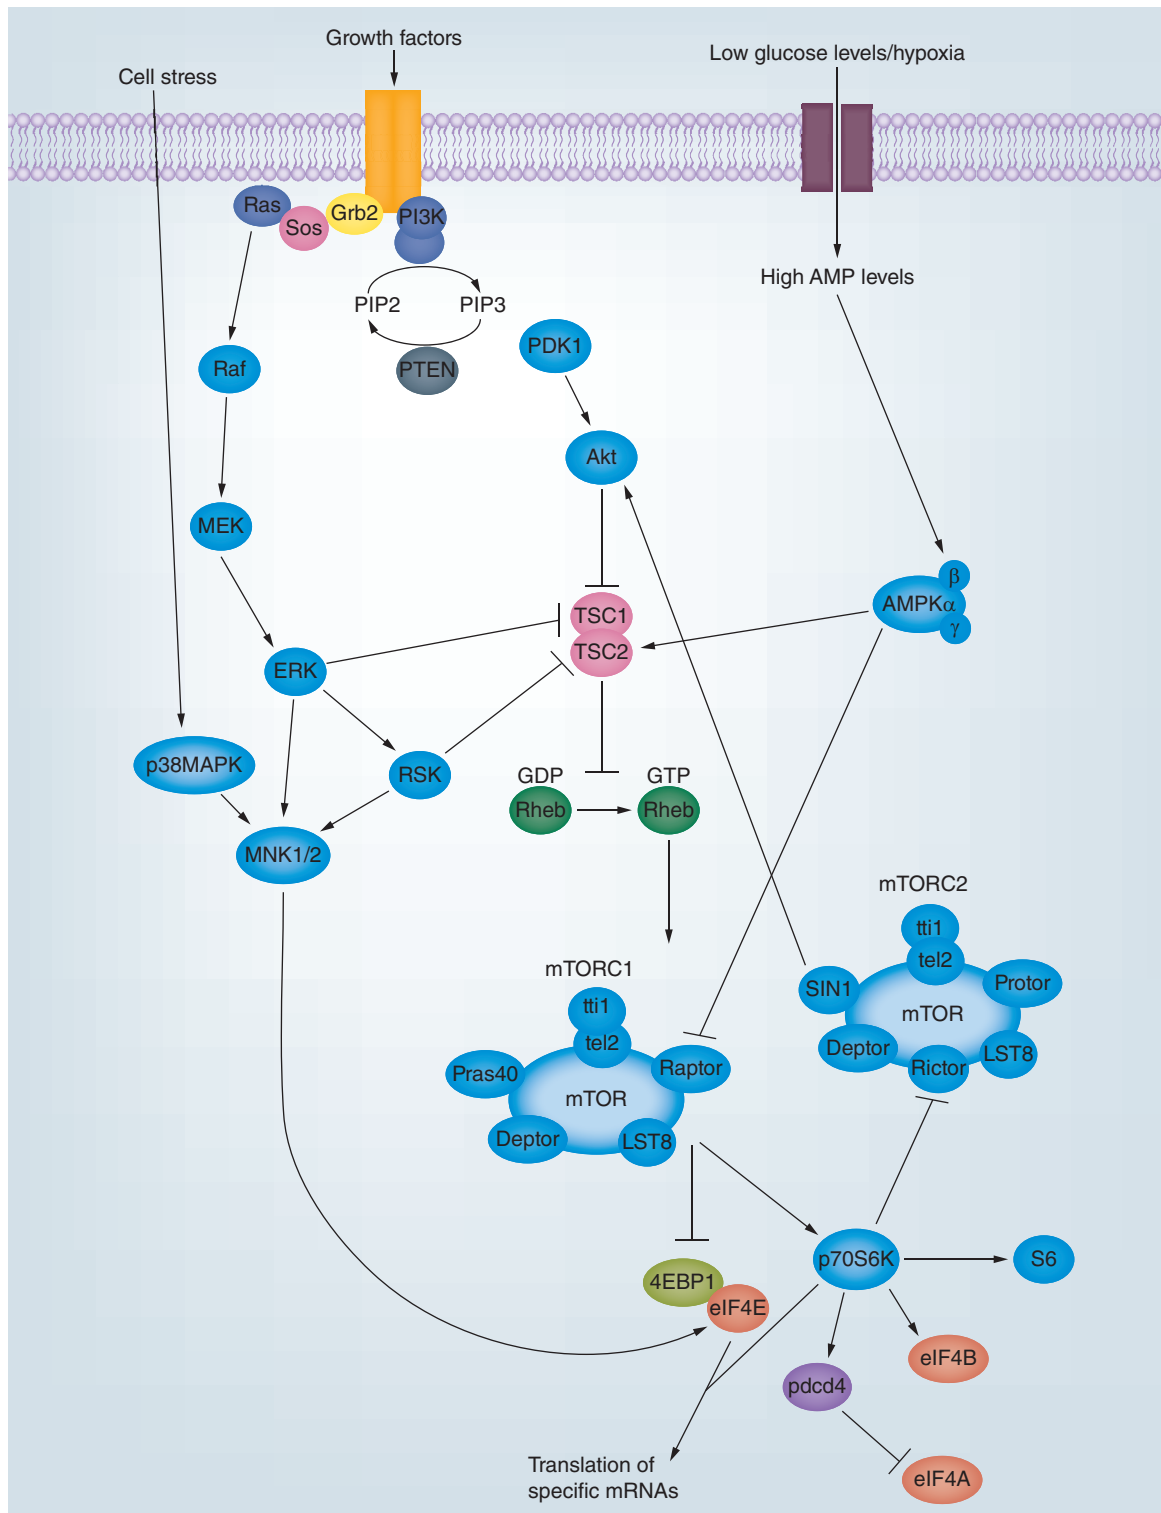 Growth factors
Low glucose levels/hypoxia
Cell stress
Ras
Sos
Grb2
PI3K
High AMP levels
PIP2
PIP3
PDK1
Raf
PTEN
Akt
MEK
β
AMPKα
γ
TSC1
TSC2
ERK
p38MAPK
RSK
GDP
GTP
Rheb
Rheb
MNK1/2
mTORC2
tti1
tel2
SIN1
Protor
mTOR
Deptor
Rictor
LST8
mTORC1
tti1
tel2
Pras40
Raptor
mTOR
Deptor
LST8
p70S6K
S6
4EBP1
eIF4E
eIF4B
pdcd4
Translation of
specific mRNAs
eIF4A